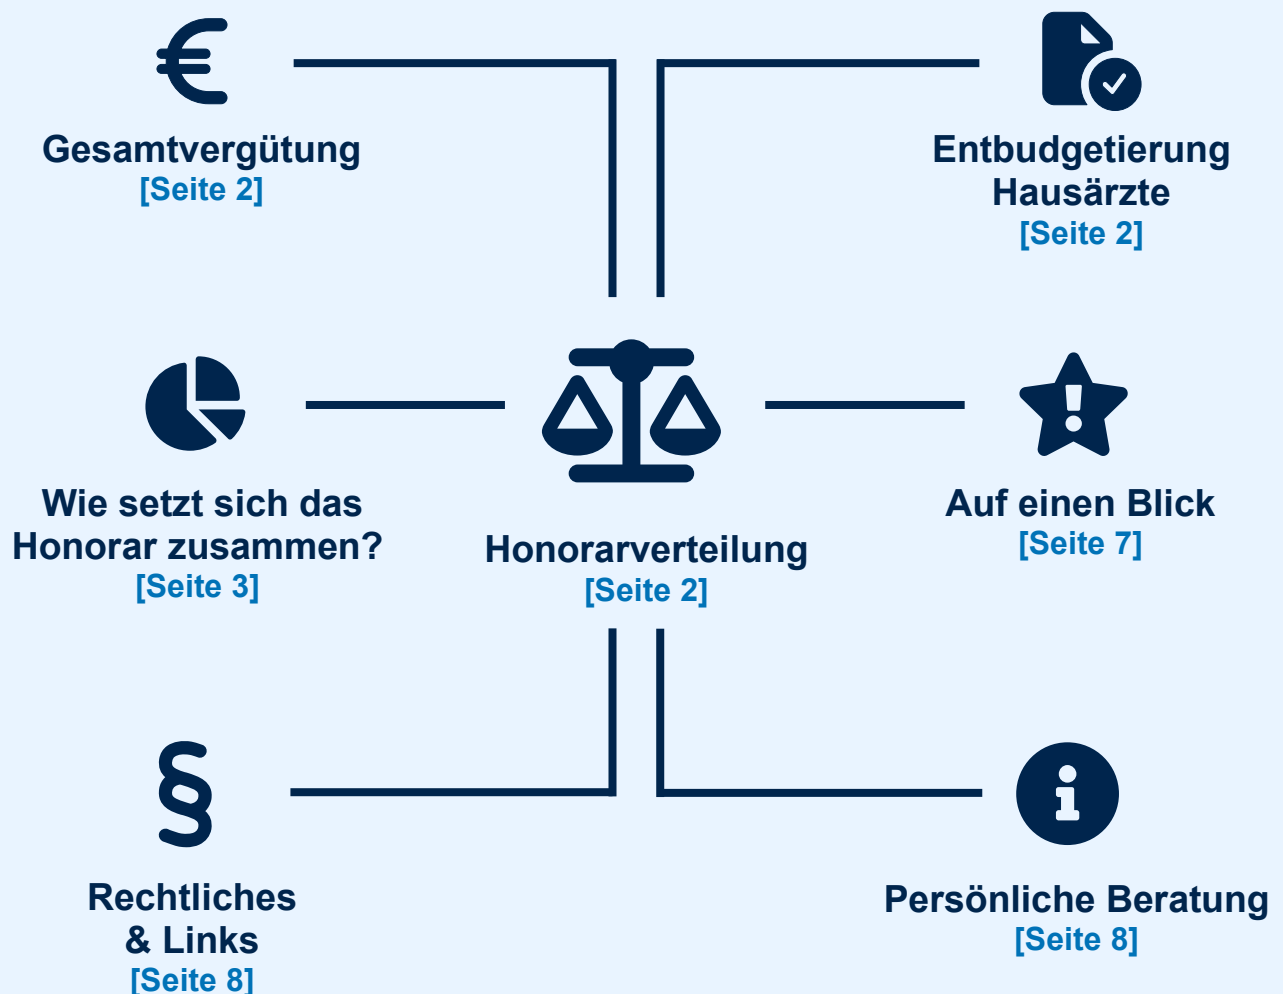 Gesamtvergütung
[Seite 2]
Entbudgetierung
Hausärzte
[Seite 2]
Wie setzt sich das
Honorar zusammen?
[Seite 3]
Honorarverteilung
[Seite 2]
Auf einen Blick
[Seite 7]
Rechtliches
& Links
[Seite 8]
Persönliche Beratung
[Seite 8]